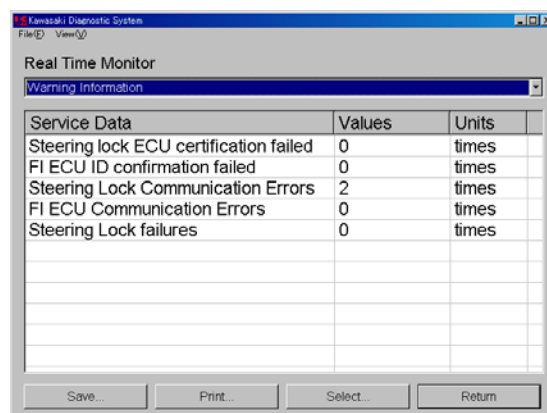 Kawasaki Diagnostic System
File(F) View(V)
Real Time Monitor
Warning Information
Service Data Values Units
Steering lock ECU certification failed 0 times
FI ECU ID confirmation failed 0 times
Steering Lock Communication Errors 2 times
FI ECU Communication Errors 0 times
Steering Lock failures 0 times
Save... Print... Select... Return